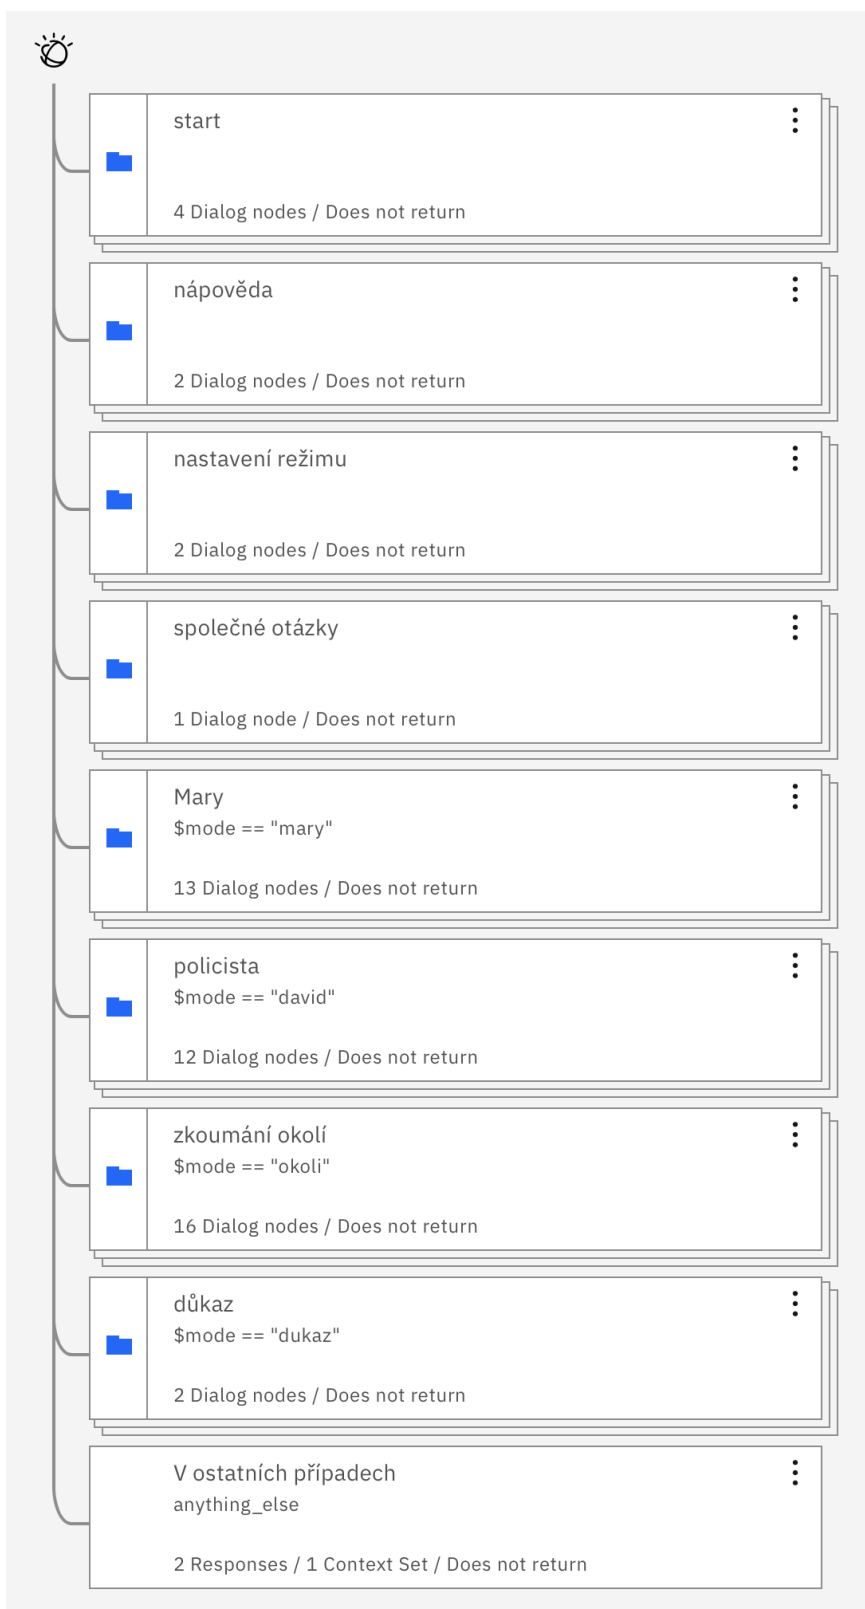 start
4 Dialog nodes / Does not return
nápověda
2 Dialog nodes / Does not return
nastavení režimu
2 Dialog nodes / Does not return
společné otázky
1 Dialog node / Does not return
Mary
$mode == "mary"
13 Dialog nodes / Does not return
policista
$mode == "david"
12 Dialog nodes / Does not return
zkoumání okolí
$mode == "okoli"
16 Dialog nodes / Does not return
důkaz
$mode == "dukaz"
2 Dialog nodes / Does not return
V ostatních případech
anything_else
2 Responses / 1 Context Set / Does not return